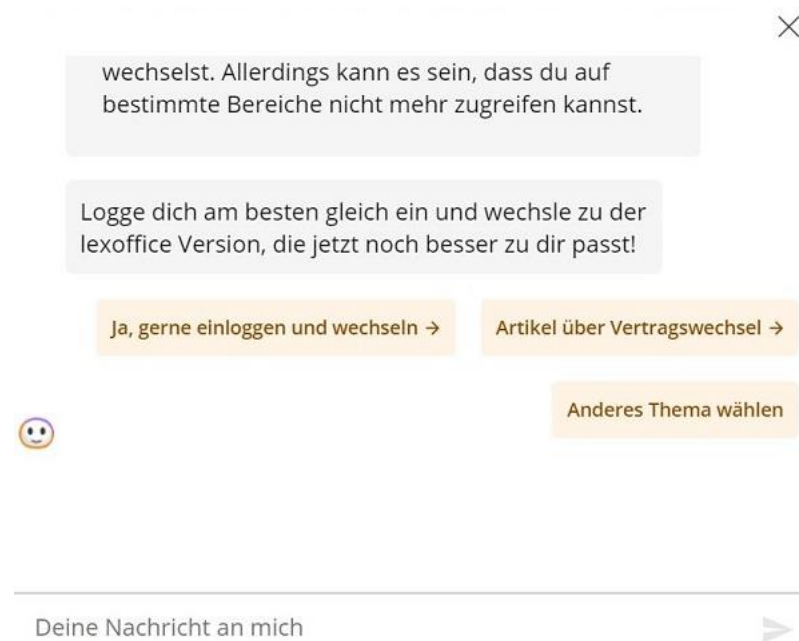 wechselst. Allerdings kann es sein, dass du auf
bestimmte Bereiche nicht mehr zugreifen kannst.
Logge dich am besten gleich ein und wechsle zu der
lexoffice Version, die jetzt noch besser zu dir passt!
Ja, gerne einloggen und wechseln →
Artikel über Vertragswechsel →
Anderes Thema wählen
Deine Nachricht an mich